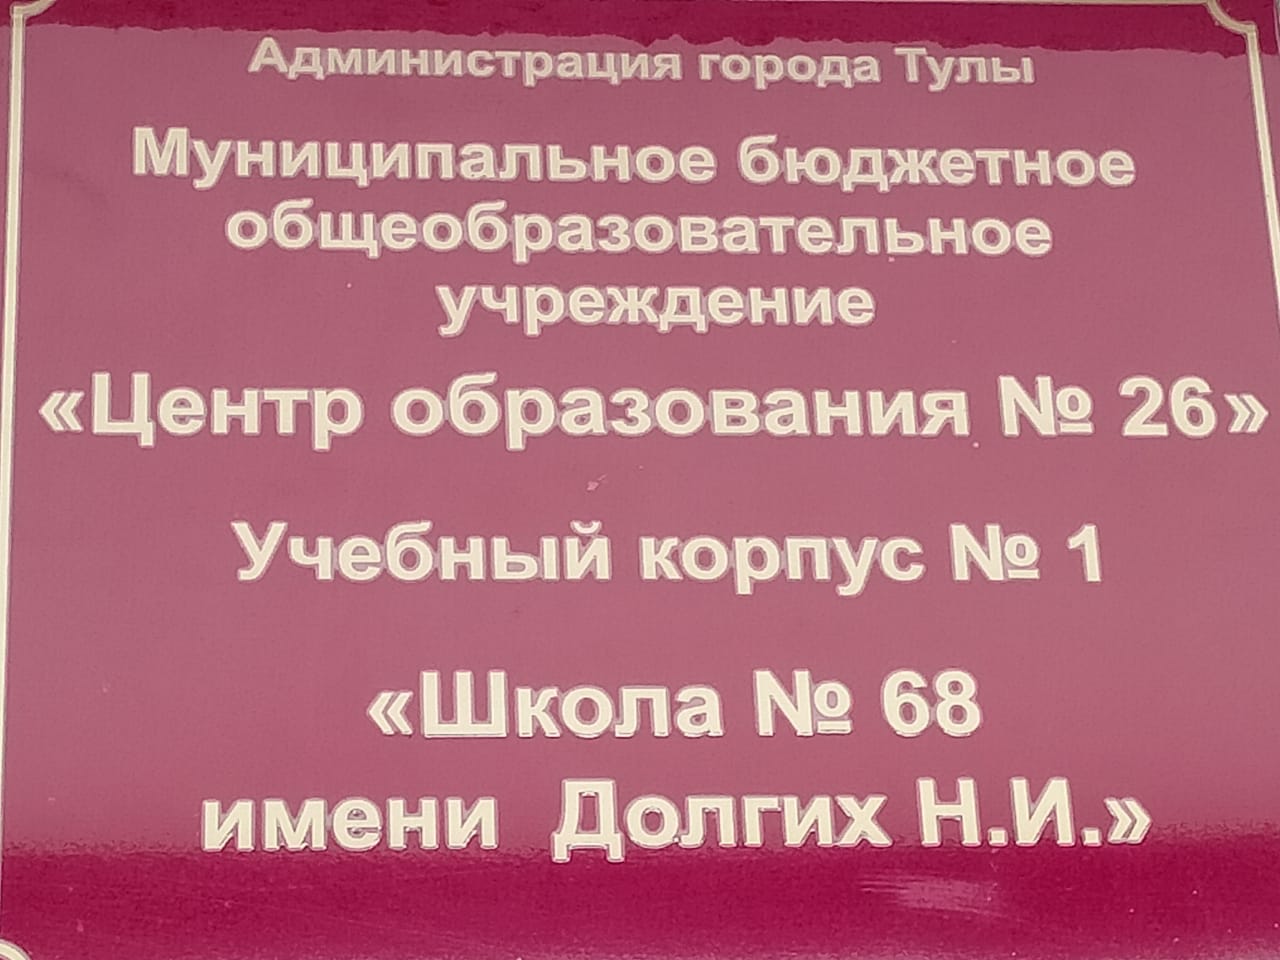 Администрация города Тулы
Муниципальное бюджетное
общеобразовательное
учреждение
«Центр образования № 26»
Учебный корпус № 1
«Школа № 68
имени Долгих Н.И.»